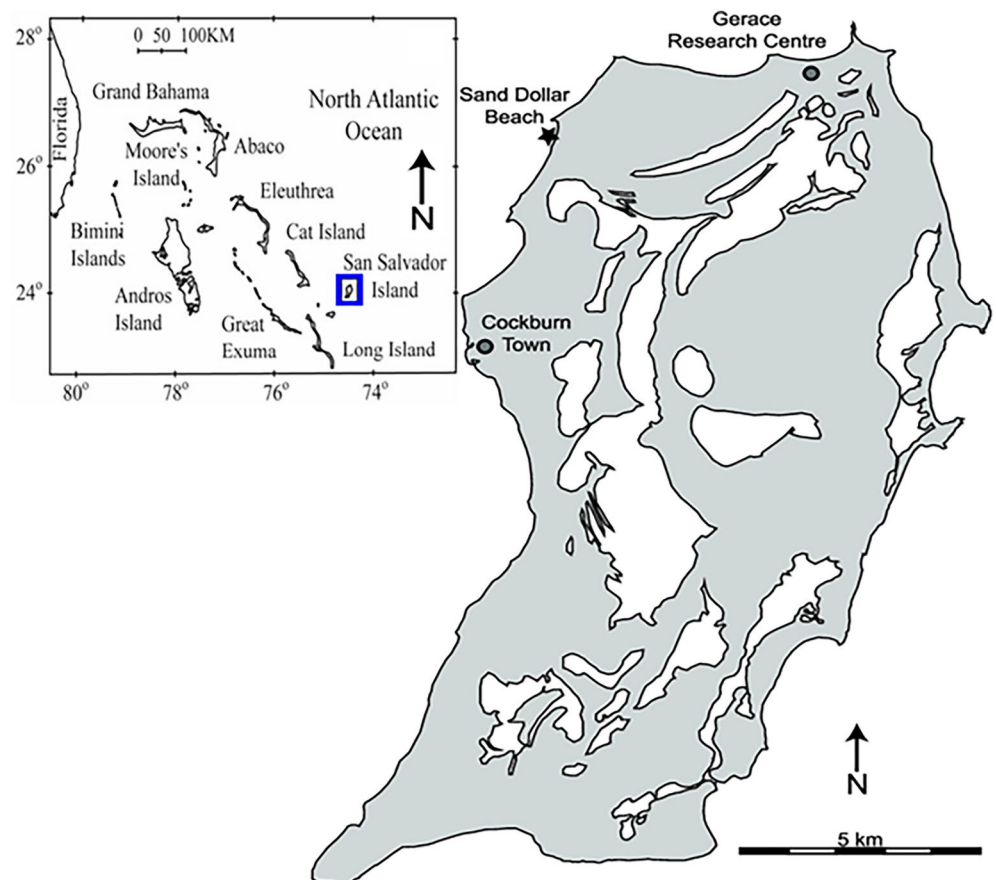 28°
0 50 100KM
Grand Bahama
North Atlantic
Ocean
Florida
Moore's
Island
Abaco
26°
N
Eleuthrea
Bimini
Islands
Cat Island
San Salvador
Island
24°
Andros
Island
Great
Exuma
Long Island
80°
78°
76°
74°
Gerace
Research Centre
Sand Dollar
Beach
Cockburn
Town
N
5 km